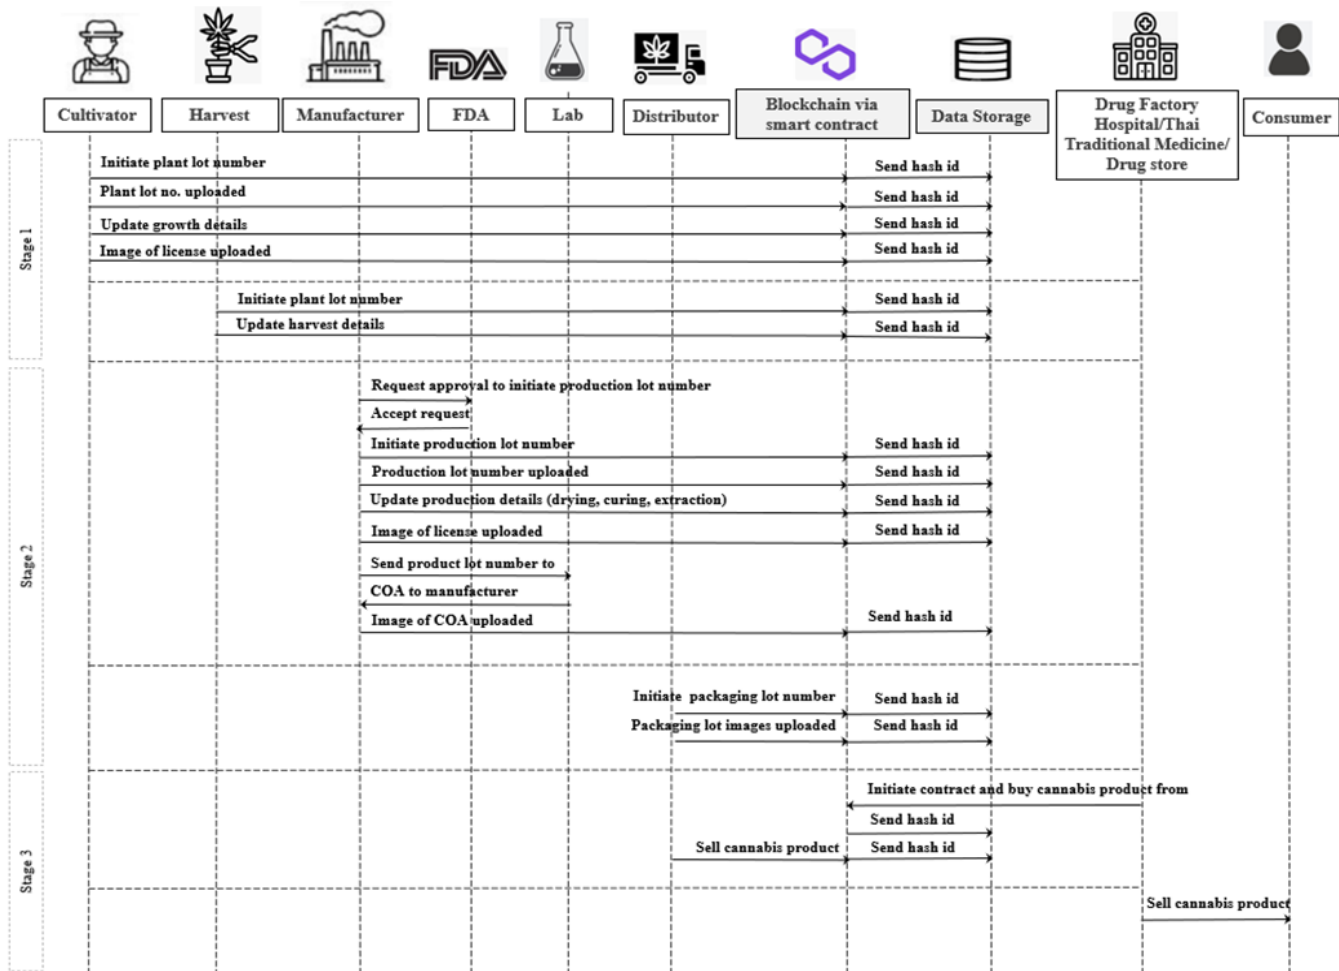 FDA
Cultivator
Harvest
Manufacturer
FDA
Lab
Distributor
Blockchain via
smart contract
Data Storage
Drug Factory
Hospital/Thai
Traditional Medicine/
Drug store
Consumer
Stage 1
Initiate plant lot number
Send hash id
Plant lot no. uploaded
Send hash id
Update growth details
Send hash id
Image of license uploaded
Send hash id
Initiate plant lot number
Send hash id
Update harvest details
Send hash id
Stage 2
Request approval to initiate production lot number
Accept request
Initiate production lot number
Send hash id
Production lot number uploaded
Send hash id
Update production details (drying, curing, extraction)
Send hash id
Image of license uploaded
Send hash id
Send product lot number to
COA to manufacturer
Image of COA uploaded
Send hash id
Initiate packaging lot number
Send hash id
Packaging lot images uploaded
Send hash id
Stage 3
Initiate contract and buy cannabis product from
Send hash id
Sell cannabis product
Send hash id
Sell cannabis product